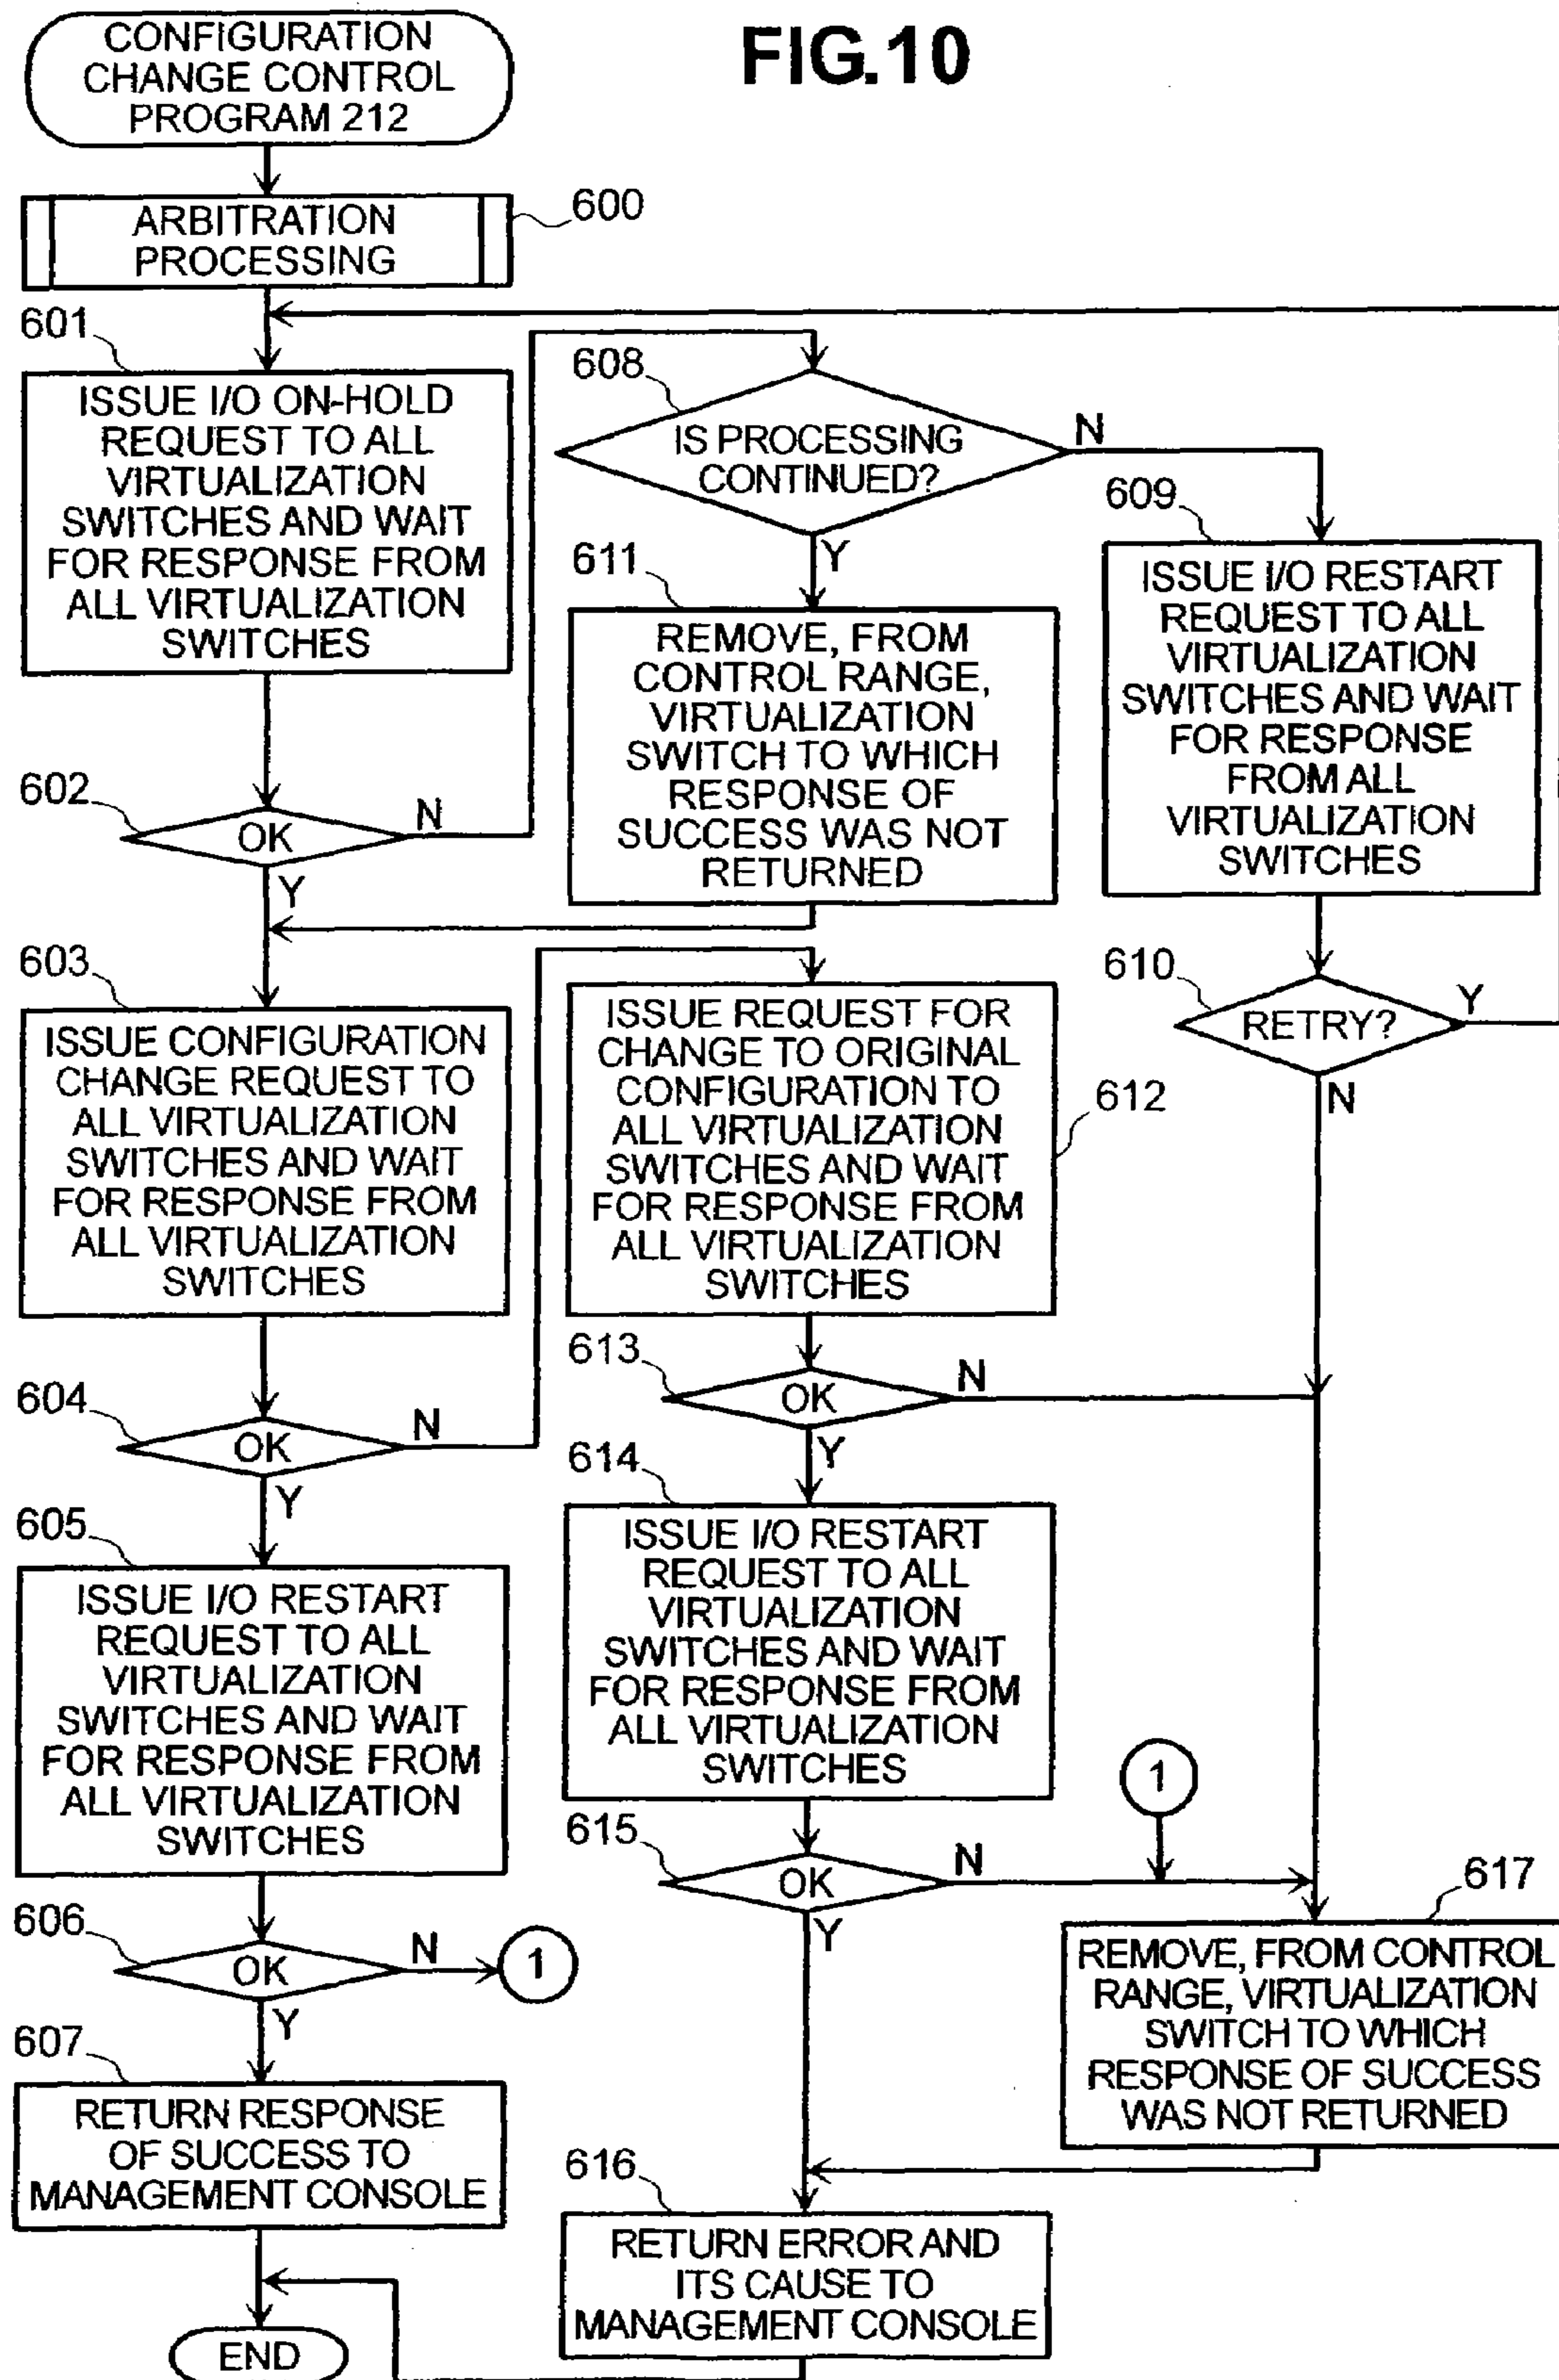 FIG.10
CONFIGURATION
CHANGE CONTROL
PROGRAM 212
ARBITRATION
PROCESSING
600
601
ISSUE I/O ON-HOLD
REQUEST TO ALL
VIRTUALIZATION
SWITCHES AND WAIT
FOR RESPONSE FROM
ALL VIRTUALIZATION
SWITCHES
602
OK
N
Y
603
ISSUE CONFIGURATION
CHANGE REQUEST TO
ALL VIRTUALIZATION
SWITCHES AND WAIT
FOR RESPONSE FROM
ALL VIRTUALIZATION
SWITCHES
604
OK
N
Y
605
ISSUE I/O RESTART
REQUEST TO ALL
VIRTUALIZATION
SWITCHES AND WAIT
FOR RESPONSE FROM
ALL VIRTUALIZATION
SWITCHES
606
OK
N
1
Y
607
RETURN RESPONSE
OF SUCCESS TO
MANAGEMENT CONSOLE
END
608
IS PROCESSING
CONTINUED?
N
Y
611
REMOVE, FROM
CONTROL RANGE,
VIRTUALIZATION
SWITCH TO WHICH
RESPONSE OF
SUCCESS WAS NOT
RETURNED
609
ISSUE I/O RESTART
REQUEST TO ALL
VIRTUALIZATION
SWITCHES AND WAIT
FOR RESPONSE
FROM ALL
VIRTUALIZATION
SWITCHES
610
RETRY?
Y
N
ISSUE REQUEST FOR
CHANGE TO ORIGINAL
CONFIGURATION TO
ALL VIRTUALIZATION
SWITCHES AND WAIT
FOR RESPONSE FROM
ALL VIRTUALIZATION
SWITCHES
612
613
OK
N
Y
614
ISSUE I/O RESTART
REQUEST TO ALL
VIRTUALIZATION
SWITCHES AND WAIT
FOR RESPONSE FROM
ALL VIRTUALIZATION
SWITCHES
615
OK
N
Y
1
617
REMOVE, FROM CONTROL
RANGE, VIRTUALIZATION
SWITCH TO WHICH
RESPONSE OF SUCCESS
WAS NOT RETURNED
616
RETURN ERROR AND
ITS CAUSE TO
MANAGEMENT CONSOLE